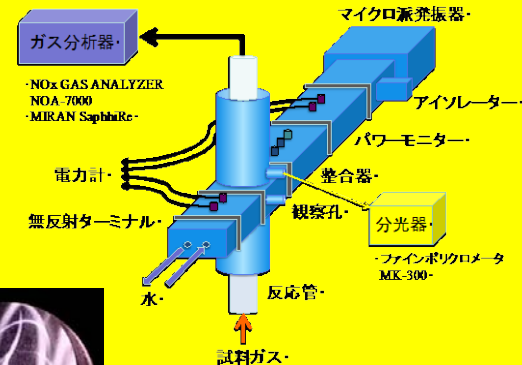 マイクロ派発振器·
ガス分析器·
·NOx GAS ANALYZER
NOA-7000
·MIRAN SaphhiRe·
アイソレーター·
パワーモニター·
電力計·
整合器·
無反射ターミナル·
観察孔·
分光器·
·ファインポリクロメータ
MK-300·
水·
反応管·
試料ガス·